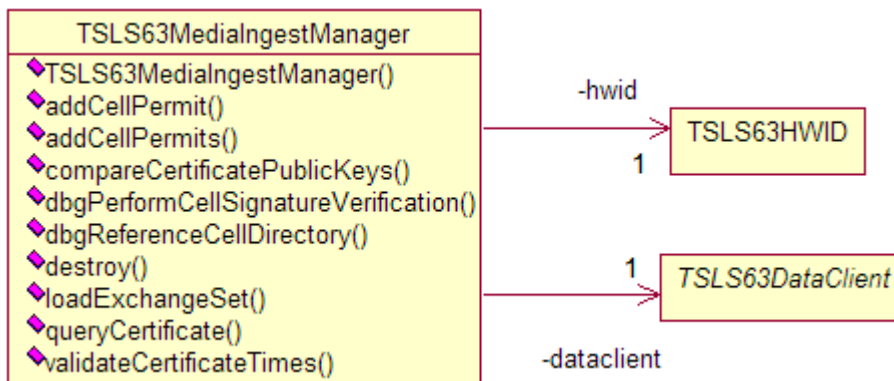 TSLS63MediaIngestManager
TSLS63MediaIngestManager()
addCellPermit()
addCellPermits()
compareCertificatePublicKeys()
dbgPerformCellSignatureVerification()
dbgReferenceCellDirectory()
destroy()
loadExchangeSet()
queryCertificate()
validateCertificateTimes()
-hwid
1
TSLS63HWID
1
TSLS63DataClient
-dataclient